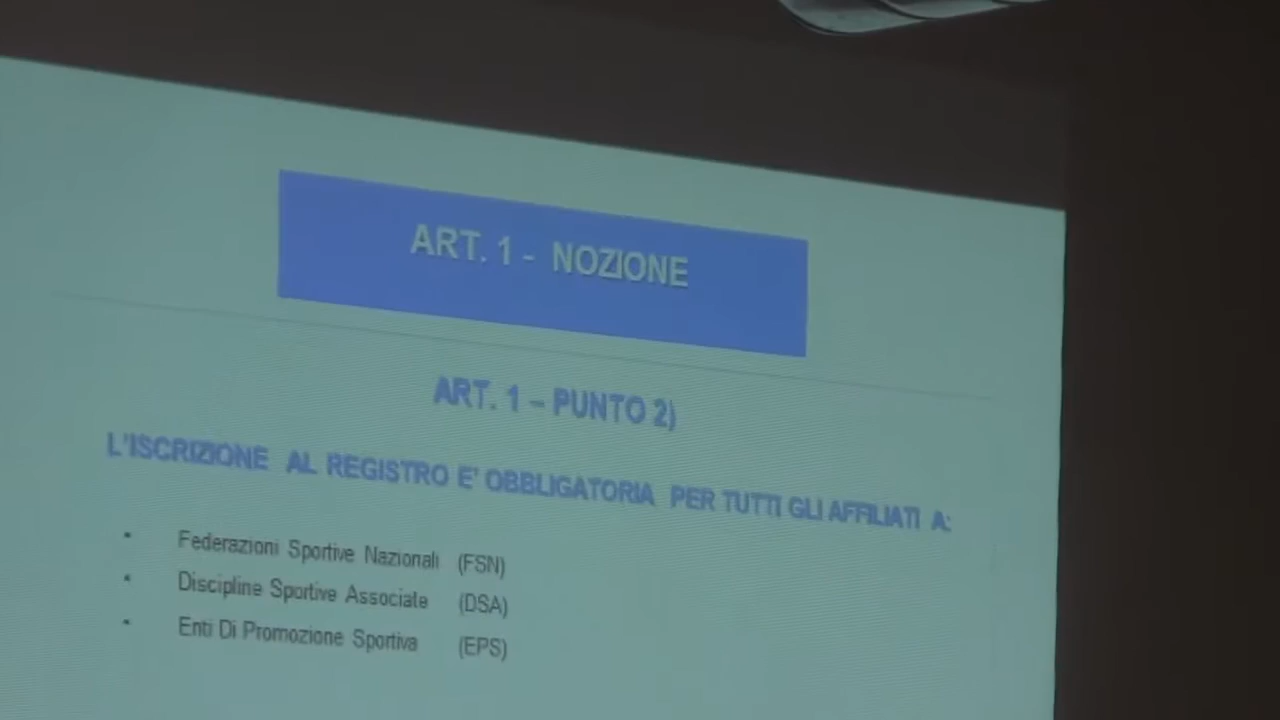 ART. 1 - NOZIONE
ART. 1 – PUNTO 2)
L'ISCRIZIONE AL REGISTRO E' OBBLIGATORIA PER TUTTI GLI AFFILIATI A:
• Federazioni Sportive Nazionali (FSN)
• Discipline Sportive Associate (DSA)
• Enti Di Promozione Sportiva (EPS)